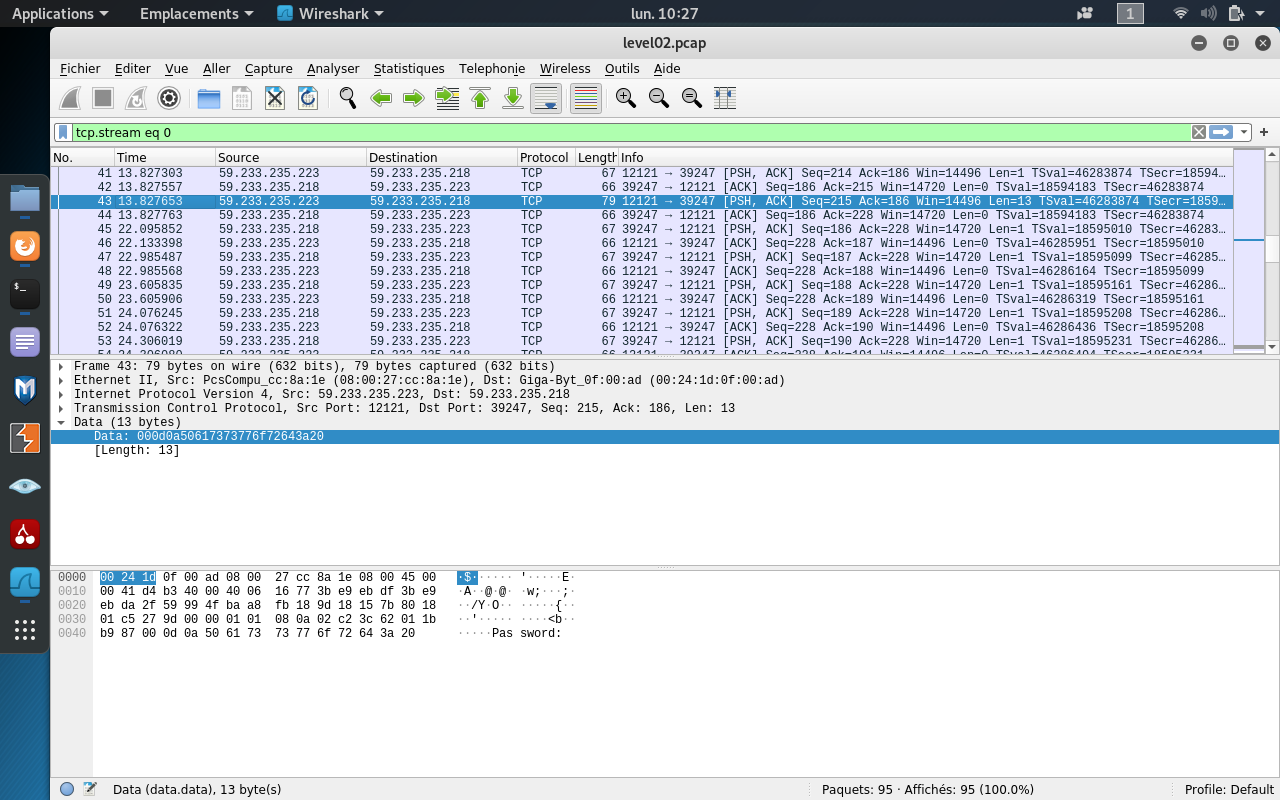 Applications Emplacements Wireshark lun. 10:27 1
level02.pcap
Fichier Editer Vue Aller Capture Analyser Statistiques Telephonie Wireless Outils Aide
tcp.stream eq 0
No. Time Source Destination Protocol Length Info
41 13.827303 59.233.235.223 59.233.235.218 TCP 67 12121 → 39247 [PSH, ACK] Seq=214 Ack=186 Win=14496 Len=1 TSval=46283874 TSecr=18594…
42 13.827557 59.233.235.218 59.233.235.223 TCP 66 39247 → 12121 [ACK] Seq=186 Ack=215 Win=14720 Len=0 TSval=18594183 TSecr=46283874
43 13.827653 59.233.235.223 59.233.235.218 TCP 79 12121 → 39247 [PSH, ACK] Seq=215 Ack=186 Win=14496 Len=13 TSval=46283874 TSecr=1859…
44 13.827763 59.233.235.218 59.233.235.223 TCP 66 39247 → 12121 [ACK] Seq=186 Ack=228 Win=14720 Len=0 TSval=18594183 TSecr=46283874
45 22.095852 59.233.235.218 59.233.235.223 TCP 67 39247 → 12121 [PSH, ACK] Seq=186 Ack=228 Win=14720 Len=1 TSval=18595010 TSecr=46283…
46 22.133398 59.233.235.223 59.233.235.218 TCP 66 12121 → 39247 [ACK] Seq=228 Ack=187 Win=14496 Len=0 TSval=46285951 TSecr=18595010
47 22.985487 59.233.235.218 59.233.235.223 TCP 67 39247 → 12121 [PSH, ACK] Seq=187 Ack=228 Win=14720 Len=1 TSval=18595099 TSecr=46285…
48 22.985568 59.233.235.223 59.233.235.218 TCP 66 12121 → 39247 [ACK] Seq=228 Ack=188 Win=14496 Len=0 TSval=46286164 TSecr=18595099
49 23.605835 59.233.235.218 59.233.235.223 TCP 67 39247 → 12121 [PSH, ACK] Seq=188 Ack=228 Win=14720 Len=1 TSval=18595161 TSecr=46286…
50 23.605906 59.233.235.223 59.233.235.218 TCP 66 12121 → 39247 [ACK] Seq=228 Ack=189 Win=14496 Len=0 TSval=46286319 TSecr=18595161
51 24.076245 59.233.235.218 59.233.235.223 TCP 67 39247 → 12121 [PSH, ACK] Seq=189 Ack=228 Win=14720 Len=1 TSval=18595208 TSecr=46286…
52 24.076322 59.233.235.223 59.233.235.218 TCP 66 12121 → 39247 [ACK] Seq=228 Ack=190 Win=14496 Len=0 TSval=46286436 TSecr=18595208
53 24.306019 59.233.235.218 59.233.235.223 TCP 67 39247 → 12121 [PSH, ACK] Seq=190 Ack=228 Win=14720 Len=1 TSval=18595231 TSecr=46286…
Frame 43: 79 bytes on wire (632 bits), 79 bytes captured (632 bits)
Ethernet II, Src: PcsCompu_cc:8a:1e (08:00:27:cc:8a:1e), Dst: Giga-Byt_0f:00:ad (00:24:1d:0f:00:ad)
Internet Protocol Version 4, Src: 59.233.235.223, Dst: 59.233.235.218
Transmission Control Protocol, Src Port: 12121, Dst Port: 39247, Seq: 215, Ack: 186, Len: 13
Data (13 bytes)
Data: 000d0a50617373776f72643a20
[Length: 13]
0000 00 24 1d 0f 00 ad 08 00 27 cc 8a 1e 08 00 45 00 ·$······ '·····E·
0010 00 41 d4 b3 40 00 40 06 16 77 3b e9 eb df 3b e9 ·A··@·@· ·w;···;·
0020 eb da 2f 59 99 4f ba a8 fb 18 9d 18 15 7b 80 18 ··/Y·O·· ·····{··
0030 01 c5 27 9d 00 00 01 01 08 0a 02 c2 3c 62 01 1b ··'····· ····<b··
0040 b9 87 00 0d 0a 50 61 73 73 77 6f 72 64 3a 20 ·····Pas sword:
Data (data.data), 13 byte(s) Paquets: 95 · Affichés: 95 (100.0%) Profile: Default